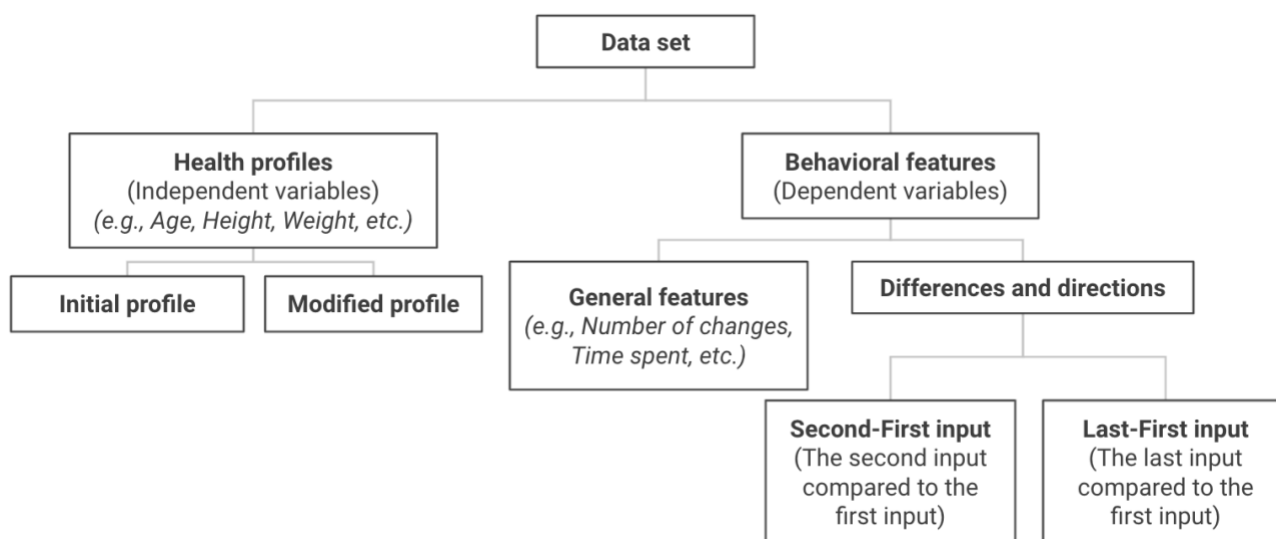 Data set
Health profiles
(Independent variables)
(e.g., Age, Height, Weight, etc.)
Behavioral features
(Dependent variables)
Initial profile
Modified profile
General features
(e.g., Number of changes,
Time spent, etc.)
Differences and directions
Second-First input
(The second input
compared to the
first input)
Last-First input
(The last input
compared to the
first input)